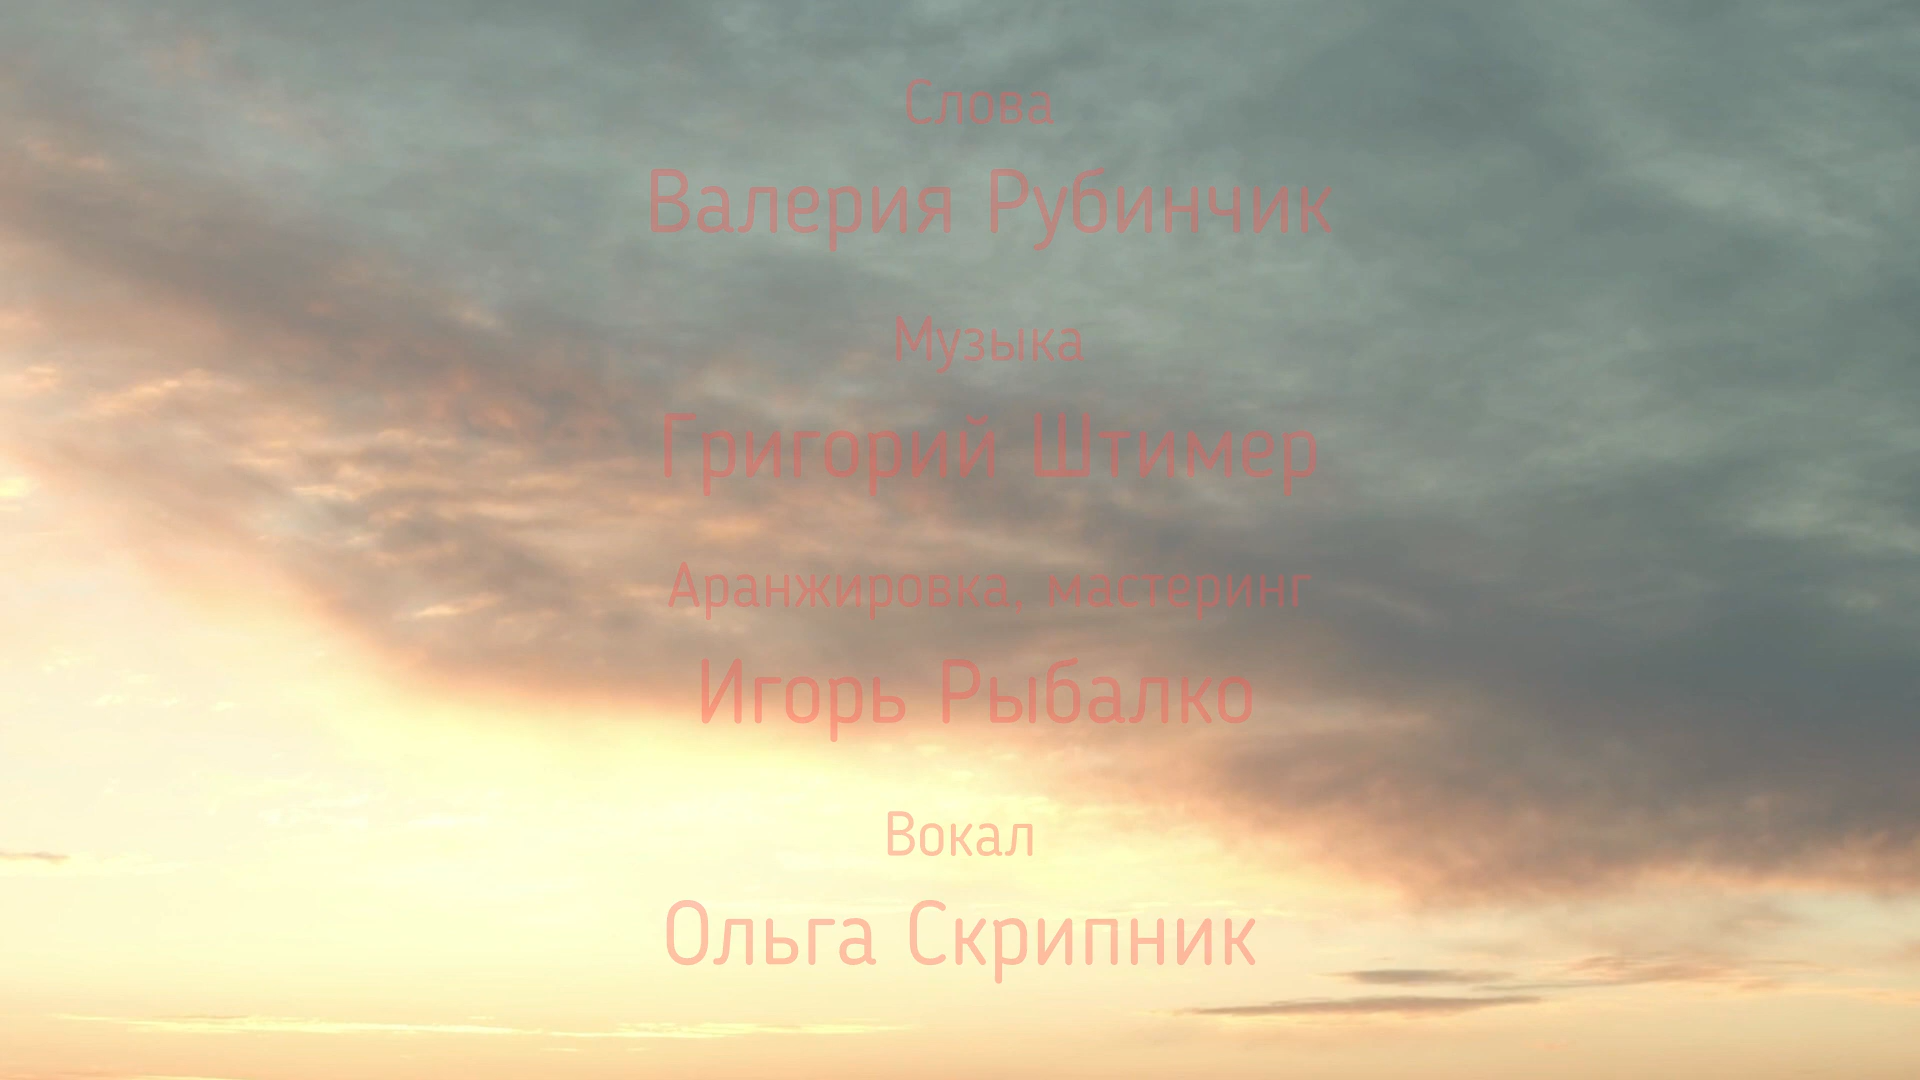 Слова
Валерия Рубинчик
Музыка
Григорий Штимер
Аранжировка, мастеринг
Игорь Рыбалко
Вокал
Ольга Скрипник